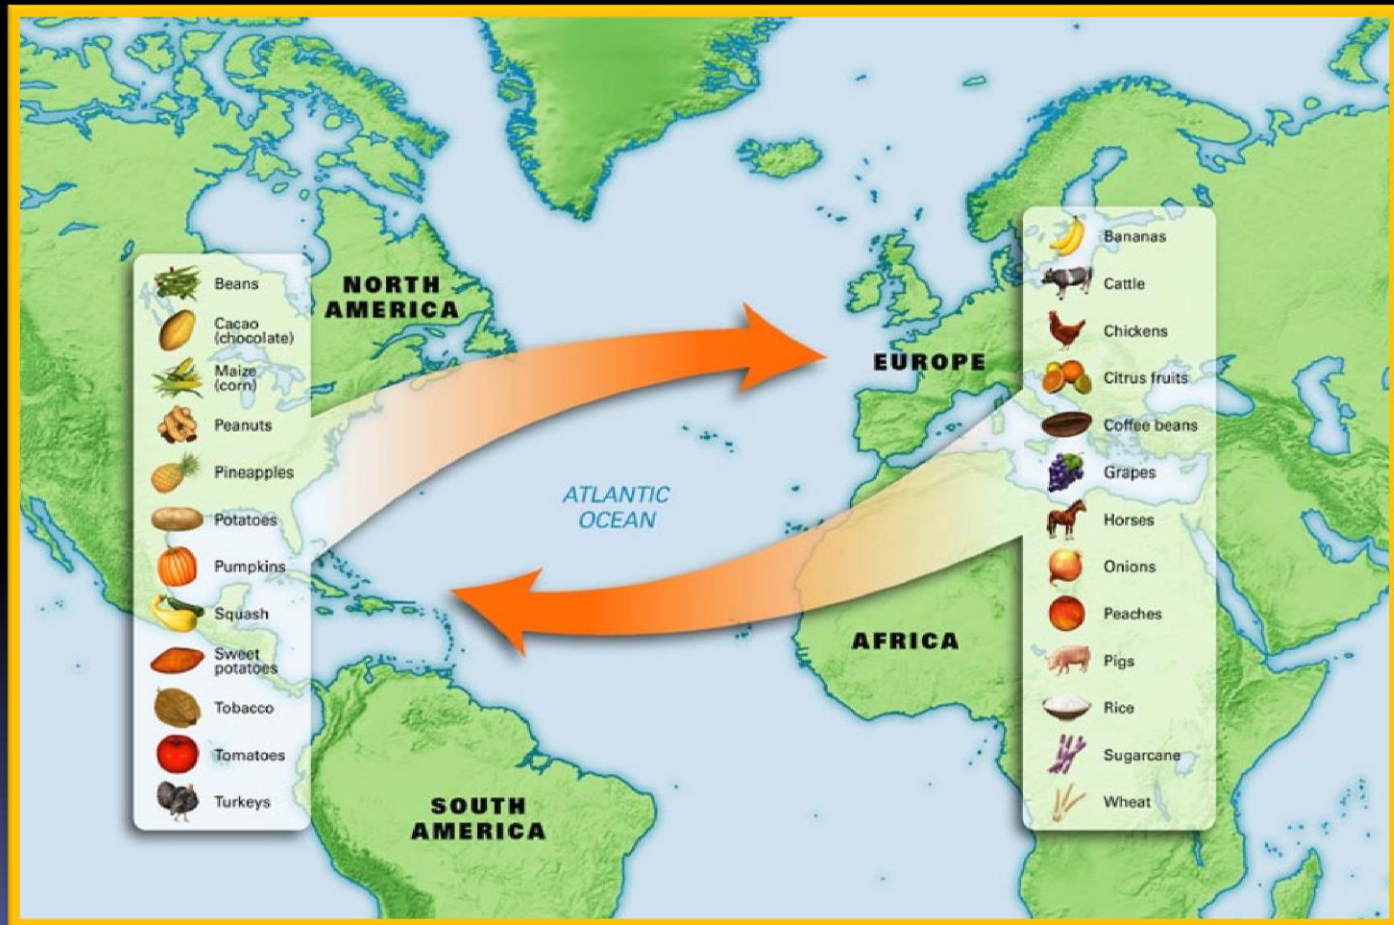 Beans
Cacao
(chocolate)
Maize
(corn)
Peanuts
Pineapples
Potatoes
Pumpkins
Squash
Sweet
potatoes
Tobacco
Tomatoes
Turkeys
NORTH
AMERICA
ATLANTIC
OCEAN
SOUTH
AMERICA
EUROPE
AFRICA
Bananas
Cattle
Chickens
Citrus fruits
Coffee beans
Grapes
Horses
Onions
Peaches
Pigs
Rice
Sugarcane
Wheat